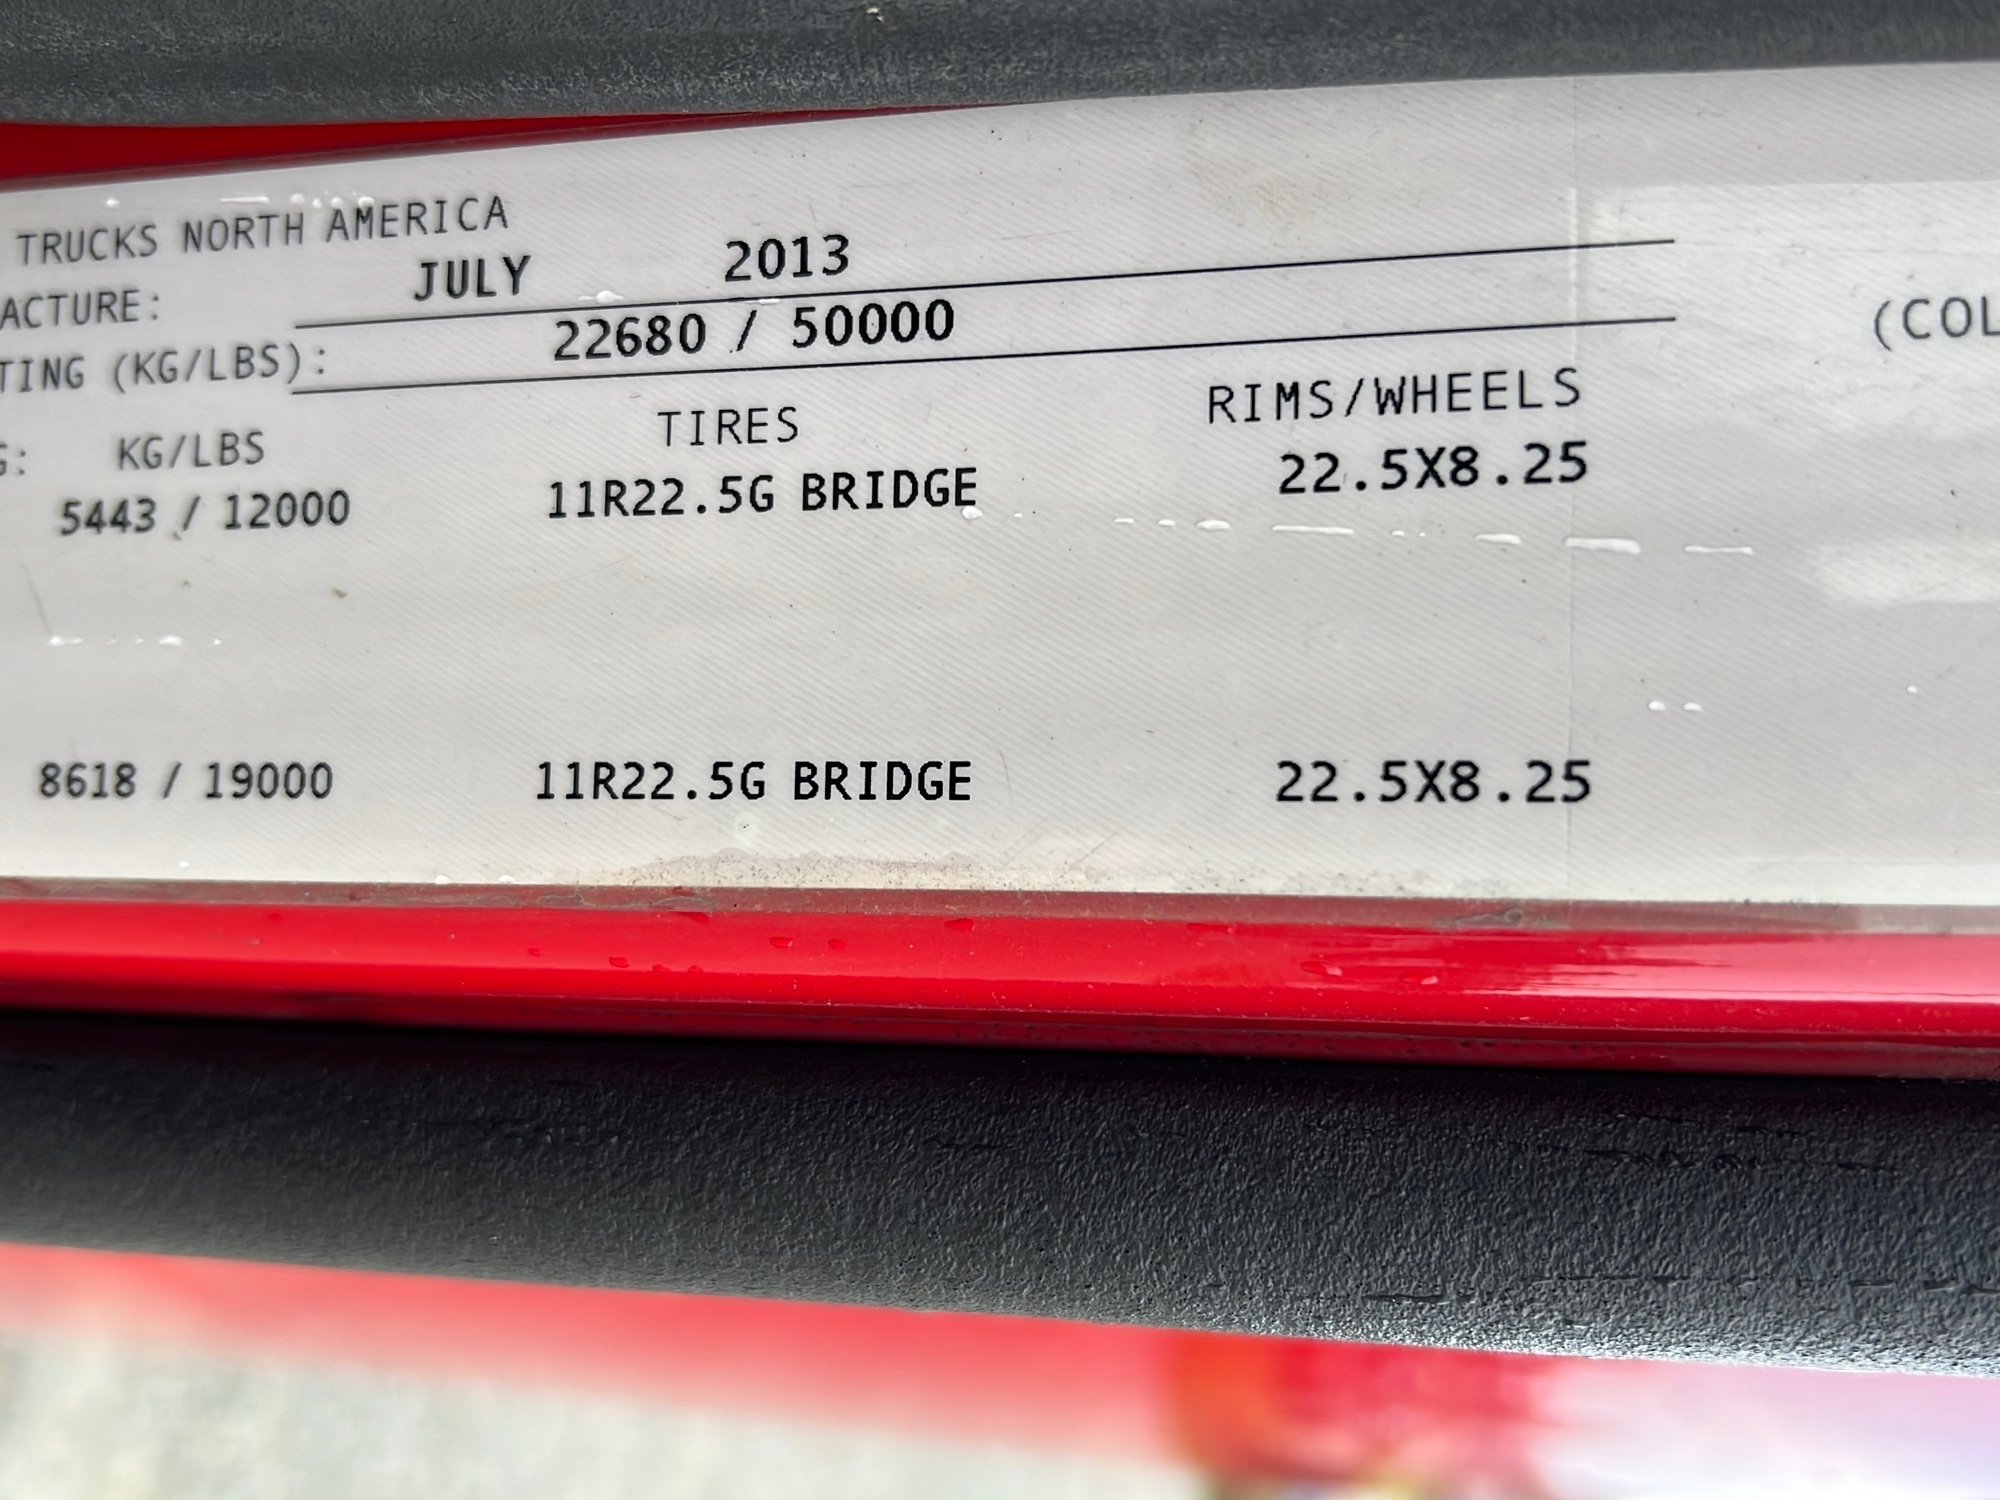 TRUCKS NORTH AMERICA
ACTURE: JULY 2013
TING (KG/LBS): 22680 / 50000
(COL
G: KG/LBS TIRES RIMS/WHEELS
5443 / 12000 11R22.5G BRIDGE 22.5X8.25
8618 / 19000 11R22.5G BRIDGE 22.5X8.25